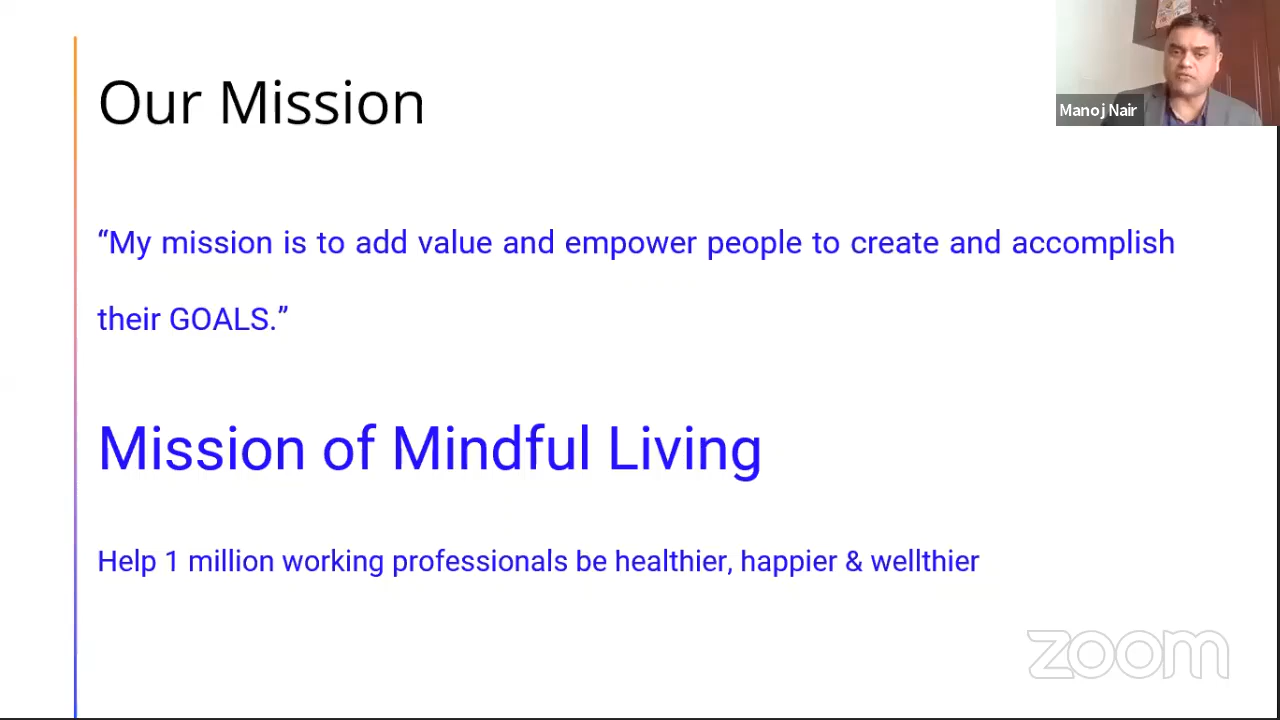 Our Mission
Manoj Nair
“My mission is to add value and empower people to create and accomplish
their GOALS.”
Mission of Mindful Living
Help 1 million working professionals be healthier, happier & wellthier
zoom